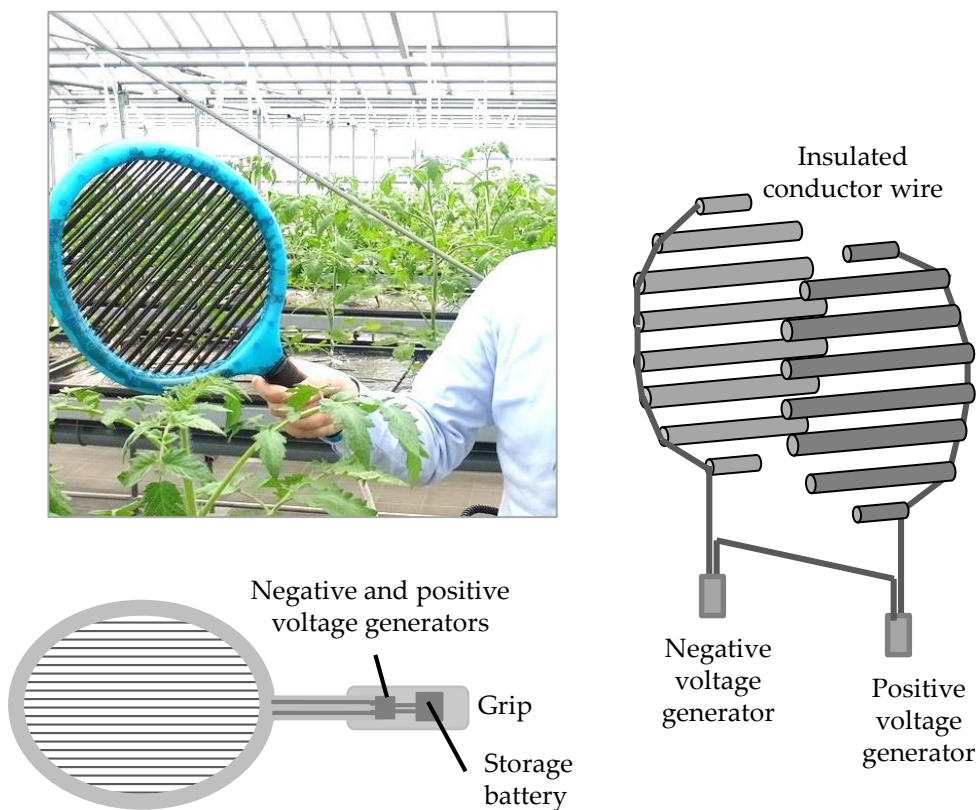 Insulated
conductor wire
Negative and positive
voltage generators
Grip
Storage
battery
Negative
voltage
generator
Positive
voltage
generator